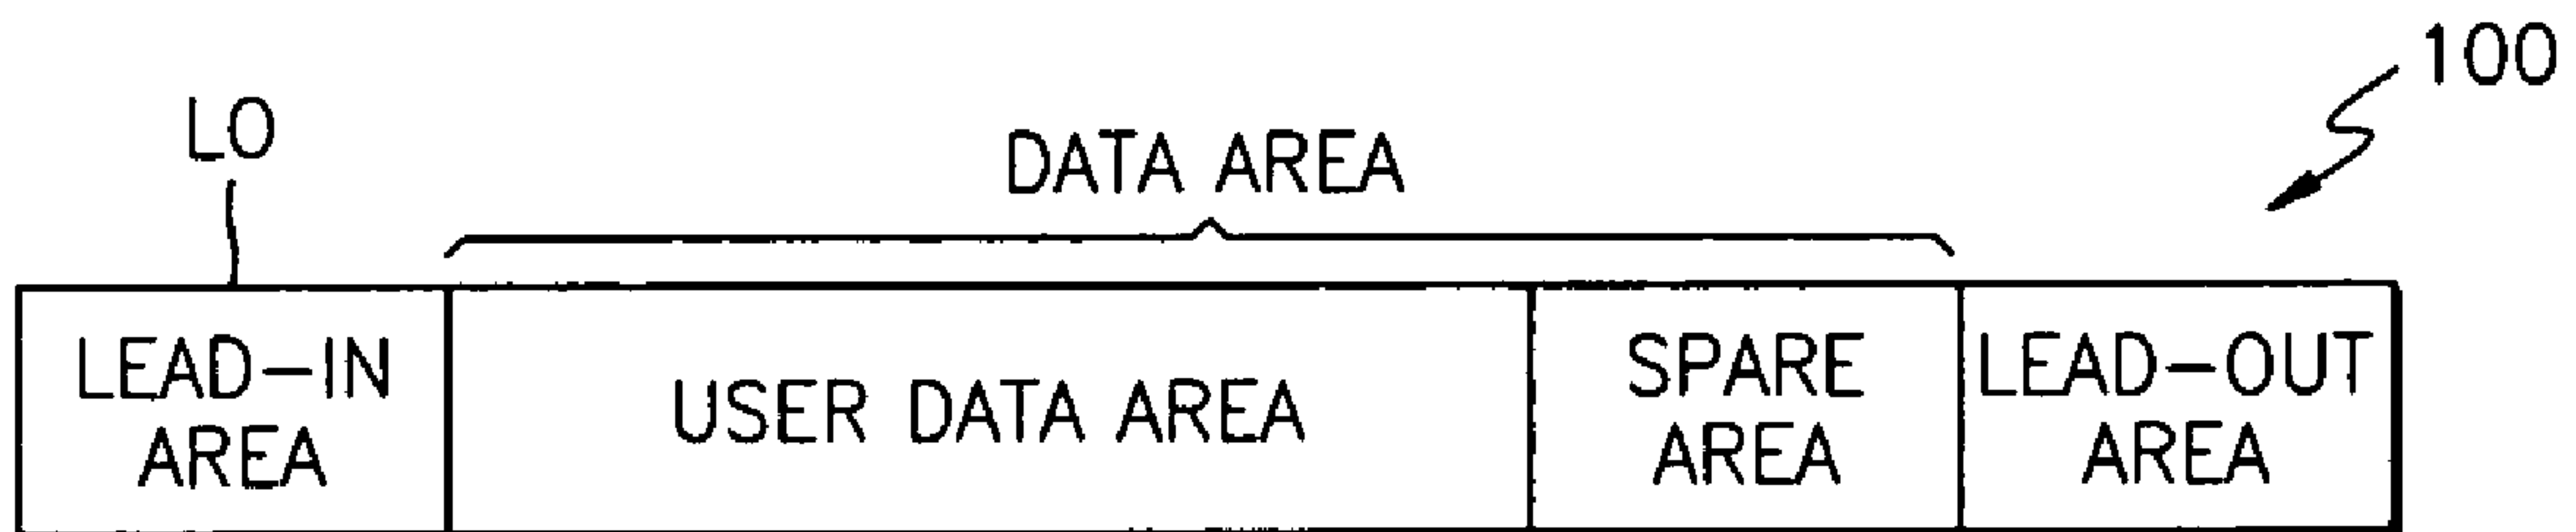 100
LO
DATA AREA
LEAD-IN
AREA
USER DATA AREA
SPARE
AREA
LEAD-OUT
AREA